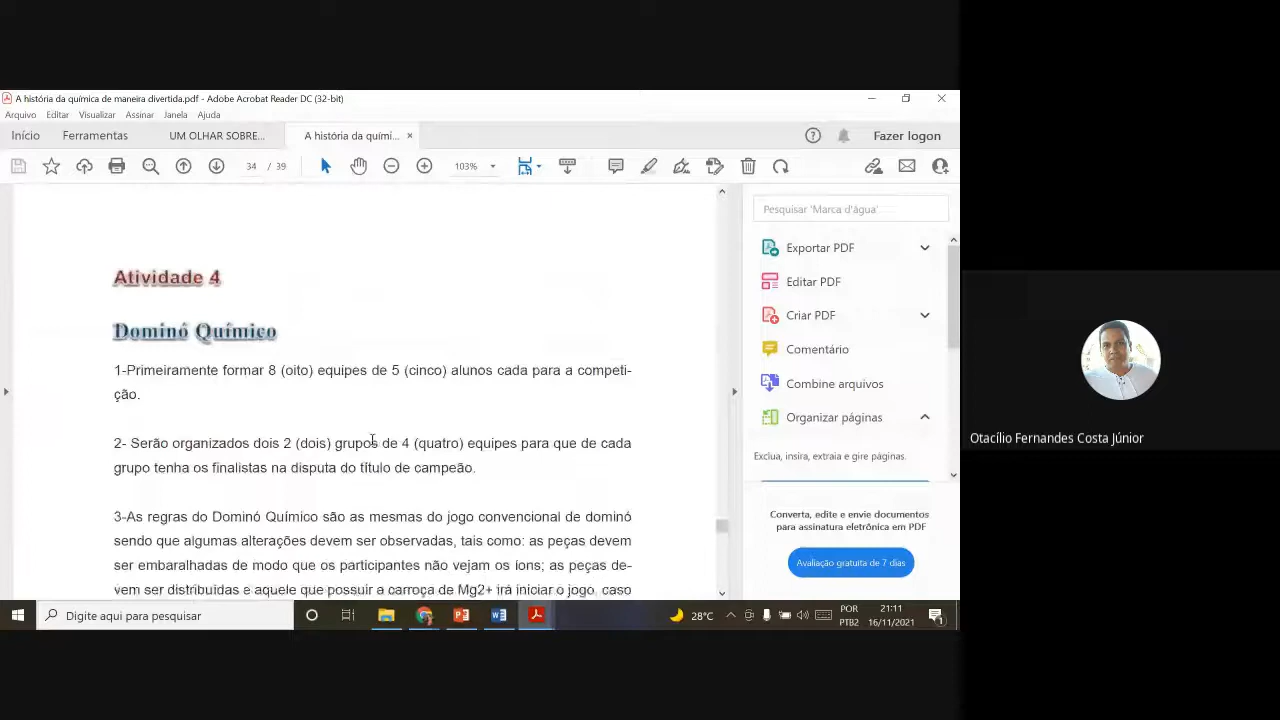 A história da química de maneira divertida.pdf - Adobe Acrobat Reader DC (32-bit)
Arquivo Editar Visualizar Assinar Janela Ajuda
Início Ferramentas UM OLHAR SOBRE... A história da quími... × Fazer logon
34 / 39 103%
Pesquisar 'Marca d'água'
Exportar PDF
Editar PDF
Criar PDF
Comentário
Combine arquivos
Organizar páginas
Exclua, insira, extraia e gire páginas.
Converta, edite e envie documentos
para assinatura eletrônica em PDF
Avaliação gratuita de 7 dias
Atividade 4
Dominó Químico
1-Primeiramente formar 8 (oito) equipes de 5 (cinco) alunos cada para a competi-
ção.
2- Serão organizados dois 2 (dois) grupos de 4 (quatro) equipes para que de cada
grupo tenha os finalistas na disputa do título de campeão.
3-As regras do Dominó Químico são as mesmas do jogo convencional de dominó
sendo que algumas alterações devem ser observadas, tais como: as peças devem
ser embaralhadas de modo que os participantes não vejam os íons; as peças de-
vem ser distribuídas e aquele que possuir a carroça de Mg2+ irá iniciar o jogo, caso
Otacílio Fernandes Costa Júnior
Digite aqui para pesquisar
28°C
POR
PTB2
21:11
16/11/2021
1